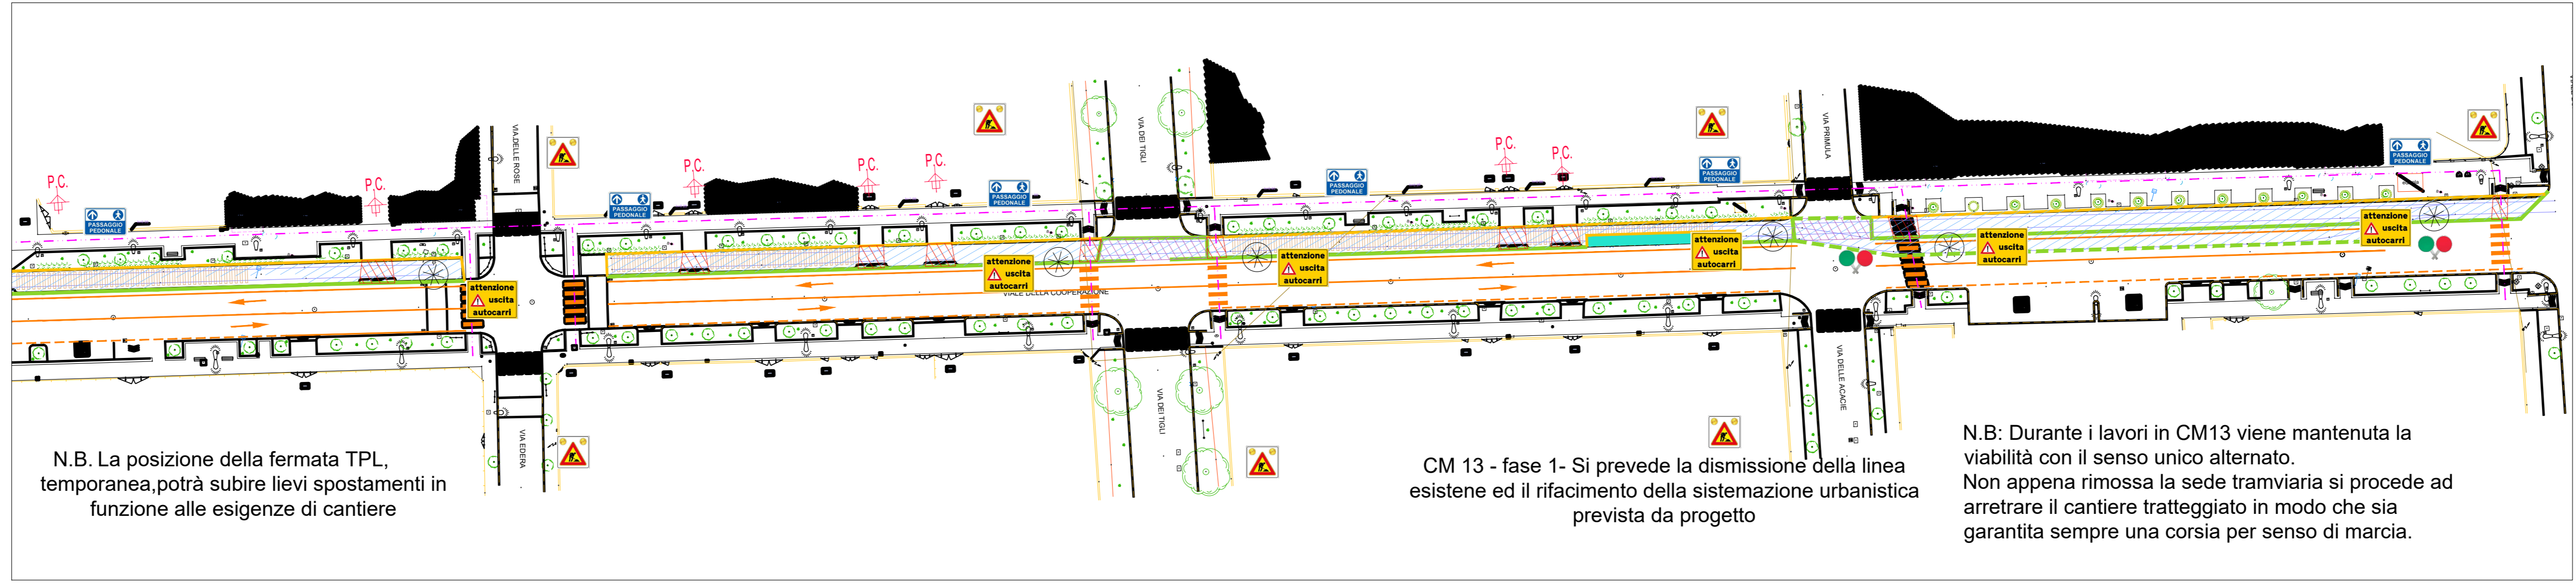 VIA DELLE ROSE
VIA DEI TIGLI
VIA PRIMULA
P.C.
P.C.
P.C.
P.C.
P.C.
P.C.
P.C.
PASSAGGIO
PEDONALE
PASSAGGIO
PEDONALE
PASSAGGIO
PEDONALE
PASSAGGIO
PEDONALE
PASSAGGIO
PEDONALE
PASSAGGIO
PEDONALE
attenzione
uscita
autocarri
attenzione
uscita
autocarri
attenzione
uscita
autocarri
attenzione
uscita
autocarri
attenzione
uscita
autocarri
attenzione
uscita
autocarri
VIALE DELLA COOPERAZIONE
VIA EDERA
VIA DEI TIGLI
VIA DELLE ACACIE
N.B. La posizione della fermata TPL,
temporanea,potrà subire lievi spostamenti in
funzione alle esigenze di cantiere
CM 13 - fase 1- Si prevede la dismissione della linea
esistene ed il rifacimento della sistemazione urbanistica
prevista da progetto
N.B: Durante i lavori in CM13 viene mantenuta la
viabilità con il senso unico alternato.
Non appena rimossa la sede tramviaria si procede ad
arretrare il cantiere tratteggiato in modo che sia
garantita sempre una corsia per senso di marcia.